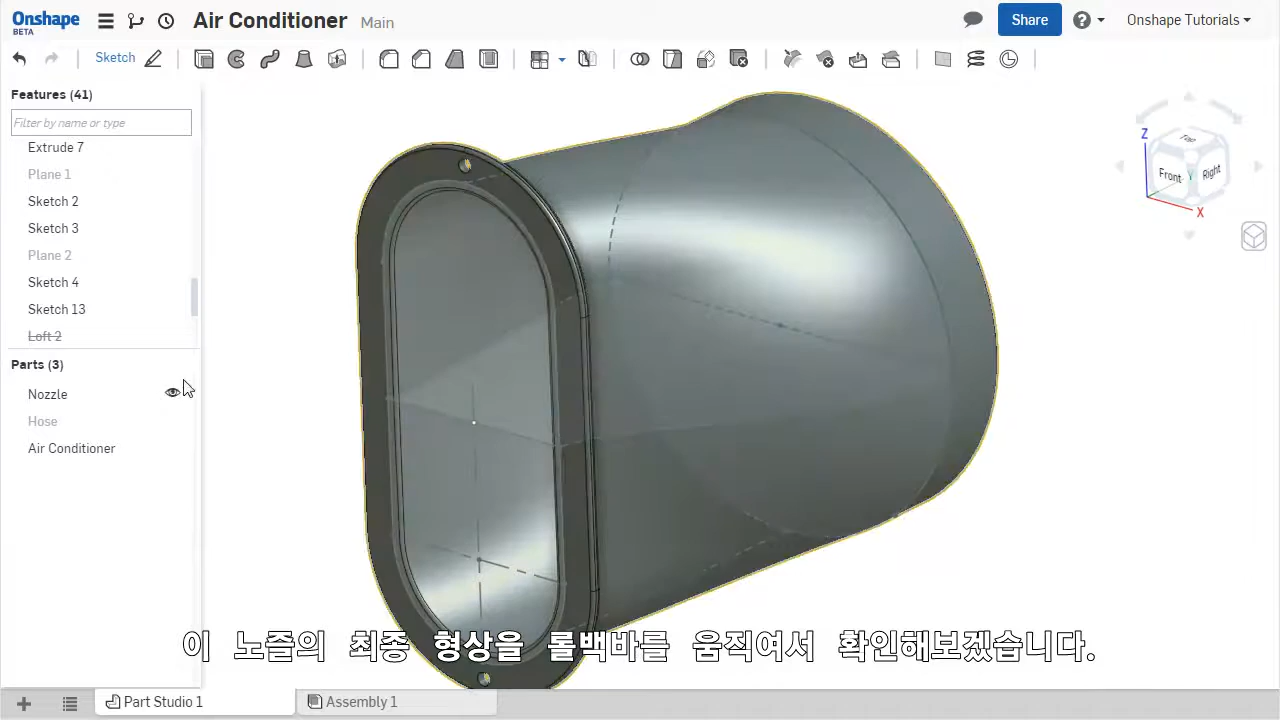 Onshape
BETA
Air Conditioner Main
Share
Onshape Tutorials
Sketch
Features (41)
Filter by name or type
Extrude 7
Plane 1
Sketch 2
Sketch 3
Plane 2
Sketch 4
Sketch 13
Loft 2
Parts (3)
Nozzle
Hose
Air Conditioner
Z
Top
Front
Y
Right
X
이 노즐의 최종 형상을 롤백바를 움직여서 확인해보겠습니다.
Part Studio 1
Assembly 1